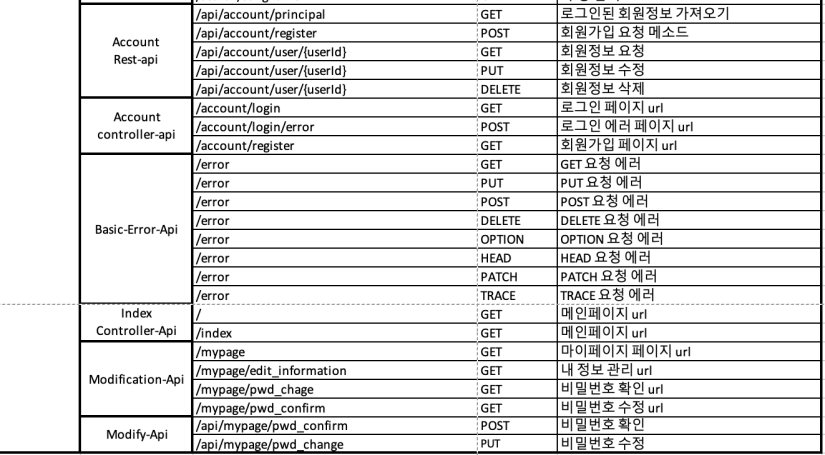 /api/account/principal GET 로그인된 회원정보 가져오기
Account
Rest-api
/api/account/register POST 회원가입 요청 메소드
/api/account/user/{userId} GET 회원정보 요청
/api/account/user/{userId} PUT 회원정보 수정
/api/account/user/{userId} DELETE 회원정보 삭제
Account
controller-api
/account/login GET 로그인 페이지 url
/account/login/error POST 로그인 에러 페이지 url
/account/register GET 회원가입 페이지 url
Basic-Error-Api
/error GET GET 요청 에러
/error PUT PUT 요청 에러
/error POST POST 요청 에러
/error DELETE DELETE 요청 에러
/error OPTION OPTION 요청 에러
/error HEAD HEAD 요청 에러
/error PATCH PATCH 요청 에러
/error TRACE TRACE 요청 에러
Index
Controller-Api
/ GET 메인페이지 url
/index GET 메인페이지 url
Modification-Api
/mypage GET 마이페이지 페이지 url
/mypage/edit_information GET 내 정보 관리 url
/mypage/pwd_chage GET 비밀번호 확인 url
/mypage/pwd_confirm GET 비밀번호 수정 url
Modify-Api
/api/mypage/pwd_confirm POST 비밀번호 확인
/api/mypage/pwd_change PUT 비밀번호 수정